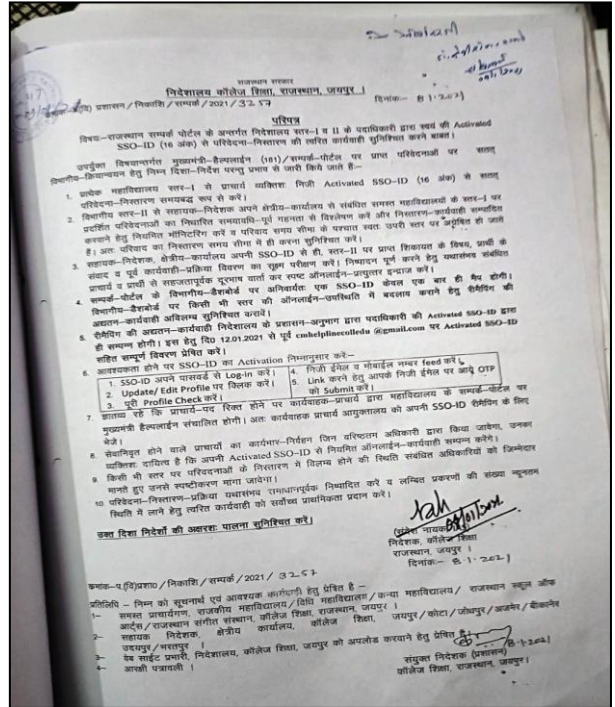 राजस्थान सरकार
निदेशालय कॉलेज शिक्षा, राजस्थान, जयपुर ।
प्रशासन/निकाशि/सम्पर्क/2021/3257 दिनांक:- 8 1.2021
परिपत्र
विषय:-राजस्थान सम्पर्क पोर्टल के अन्तर्गत निदेशालय स्तर-I व II के पदाधिकारी द्वारा स्वयं की Activated
SSO-ID (16 अंक) से परिवेदना-निस्तारण की त्वरित कार्यवाही सुनिश्चित करने बाबत।
उपर्युक्त विषयान्तर्गत मुख्यमंत्री-हैल्पलाईन (181)/सम्पर्क-पोर्टल पर प्राप्त परिवेदनाओं पर सतत्
विभागीय-क्रियान्वयन हेतु निम्न दिशा-निर्देश परन्तु प्रभाव से जारी किये जाते हैं:-
1. प्रत्येक महाविद्यालय स्तर-I से प्राचार्य व्यक्तिशः निजी Activated SSO-ID (16 अंक) से सतत्
परिवेदना-निस्तारण समयबद्ध रूप से करें।
2. विभागीय स्तर-II से सहायक-निदेशक अपने क्षेत्रीय-कार्यालय से संबंधित समस्त महाविद्यालयों के स्तर-I पर
प्रदर्शित परिवेदनाओं का निर्धारित समयावधि-पूर्व गहनता से विश्लेषण करें और निस्तारण-कार्यवाही सम्पादित
करवाने हेतु नियमित मॉनिटरिंग करें व परिवाद समय सीमा के पश्चात स्वतः उपरी स्तर पर अग्रेषित हो जाते
हैं। अतः परिवाद का निस्तारण समय सीमा में ही करना सुनिश्चित करें।
3. सहायक-निदेशक, क्षेत्रीय कार्यालय अपनी SSO-ID से ही, स्तर-II पर प्राप्त शिकायत के विषय, प्रार्थी के
संवाद व पूर्व कार्यवाही-प्रक्रिया विवरण का सूक्ष्म परीक्षण करें। निष्पादन पूर्ण करने हेतु यथासंभव संबंधित
प्राचार्य व प्रार्थी से सहजतापूर्वक दूरभाष वार्ता कर स्पष्ट ऑनलाईन-प्रत्युत्तर इन्द्राज करें।
4. सम्पर्क-पोर्टल के विभागीय-डैशबोर्ड पर अनिवार्यतः एक SSO-ID केवल एक बार ही मैप होगी।
विभागीय-डैशबोर्ड पर किसी भी स्तर की ऑनलाईन-उपस्थिति में बदलाव कराने हेतु रीमैपिंग की
अद्यतन-कार्यवाही अविलम्ब सुनिश्चित करावें।
5. रीमैपिंग की अद्यतन-कार्यवाही निदेशालय के प्रशासन-अनुभाग द्वारा पदाधिकारी की Activated SSO-ID द्वारा
ही सम्पन्न होगी। इस हेतु दि0 12.01.2021 से पूर्व cmhelplinecolledu @gmail.com पर Activated SSO-ID
सहित सम्पूर्ण विवरण प्रेषित करें।
6. आवश्यकता होने पर SSO-ID का Activation निम्नानुसार करें:-
1. SSO-ID अपने पासवर्ड से Log-in करें।
2. Update/ Edit Profile पर क्लिक करें।
3. पूरी Profile Check करें।
4. निजी ईमेल व मोबाईल नम्बर feed करें।
5. Link करने हेतु आपके निजी ईमेल पर आये OTP
को Submit करें।
7. ज्ञातव्य रहे कि प्राचार्य-पद रिक्त होने पर कार्यवाहक-प्राचार्य द्वारा महाविद्यालय के सम्पर्क-पोर्टल पर
मुख्यमंत्री हैल्पलाईन संचालित होगी। अतः कार्यवाहक प्राचार्य आयुक्तालय को अपनी SSO-ID रीमैपिंग के लिए
भेजे।
8. सेवानिवृत होने वाले प्राचार्यों का कार्यभार-निर्वहन जिन वरिष्ठतम अधिकारी द्वारा किया जावेगा, उनका
व्यक्तिशः दायित्व है कि अपनी Activated SSO-ID से नियमित ऑनलाईन-कार्यवाही सम्पन्न करेंगे।
9. किसी भी स्तर पर परिवदनाओं के निस्तारण में विलम्ब होने की स्थिति संबंधित अधिकारियों को जिम्मेदार
मानते हुए उनसे स्पष्टीकरण मांगा जावेगा।
10 परिवेदना-निस्तारण-प्रक्रिया यथासंभव समाधानपूर्वक निष्पादित करें व लम्बित प्रकरणों की संख्या न्यूनतम
स्थिति में लाने हेतु त्वरित कार्यवाही को सर्वोच्च प्राथमिकता प्रदान करें।
उक्त दिशा निर्देशों की अक्षरशः पालना सुनिश्चित करें।
(संदेश नायक)
निदेशक, कॉलेज शिक्षा
राजस्थान, जयपुर ।
दिनांक:- 8.1.2021
क्रमांक-प.(वि)प्रशा0/निकाशि/सम्पर्क/2021/ 3257
प्रतिलिपि - निम्न को सूचनार्थ एवं आवश्यक कार्यवाही हेतु प्रेषित है -
1- समस्त प्राचार्यगण, राजकीय महाविद्यालय/विधि महाविद्यालय/कन्या महाविद्यालय/ राजस्थान स्कूल ऑफ
आर्ट्स/राजस्थान संगीत संस्थान, कॉलेज शिक्षा, राजस्थान, जयपुर ।
2- सहायक निदेशक, क्षेत्रीय कार्यालय, कॉलेज शिक्षा, जयपुर/कोटा/जोधपुर/अजमेर/बीकानेर
उदयपुर/भरतपुर ।
3- वेब साईट प्रभारी, निदेशालय, कॉलेज शिक्षा, जयपुर को अपलोड करवाने हेतु प्रेषित है।
4- आरक्षी पत्रावली । 8.1.2021
संयुक्त निदेशक (प्रशासन)
कॉलेज शिक्षा, राजस्थान, जयपुर।